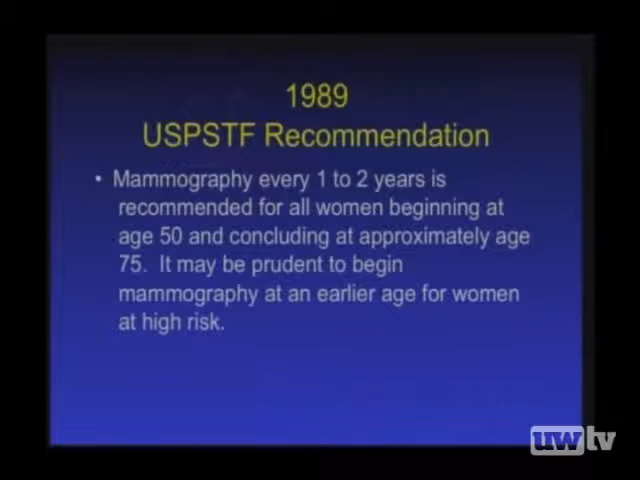 1989
USPSTF Recommendation
• Mammography every 1 to 2 years is
recommended for all women beginning at
age 50 and concluding at approximately age
75. It may be prudent to begin
mammography at an earlier age for women
at high risk.
uwtv